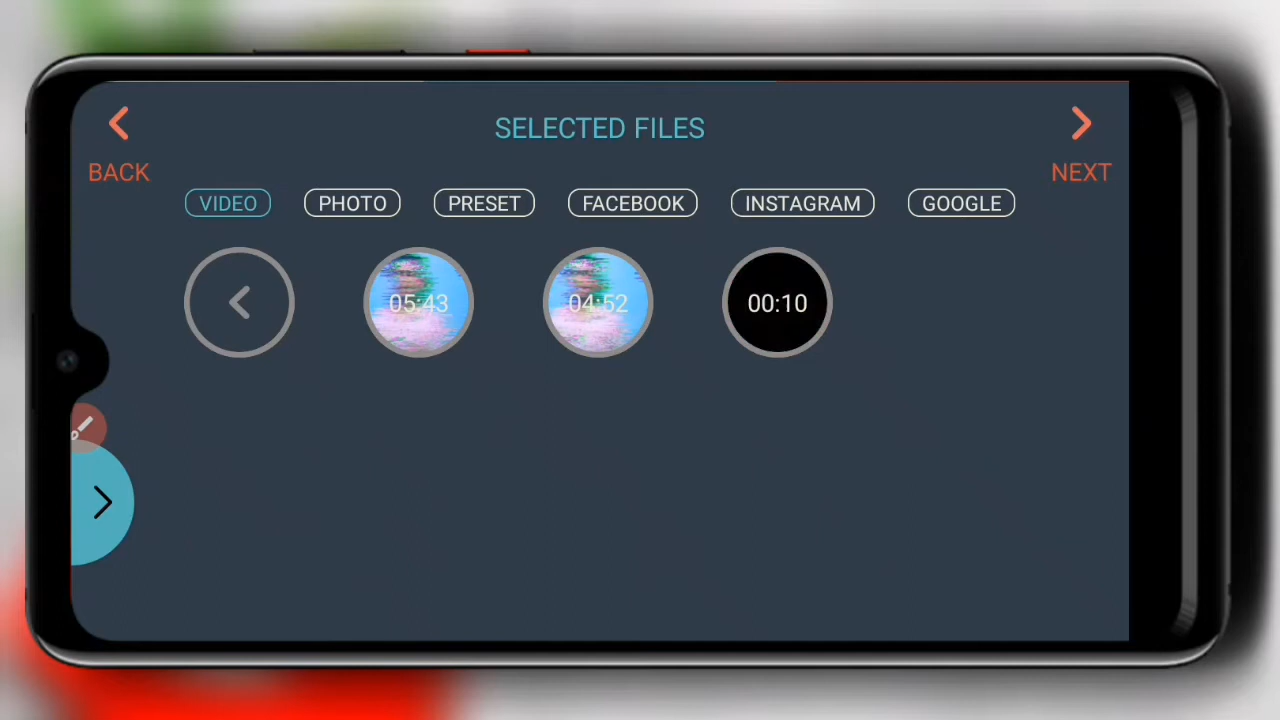 SELECTED FILES
BACK
NEXT
VIDEO PHOTO PRESET FACEBOOK INSTAGRAM GOOGLE
05:43 04:52 00:10